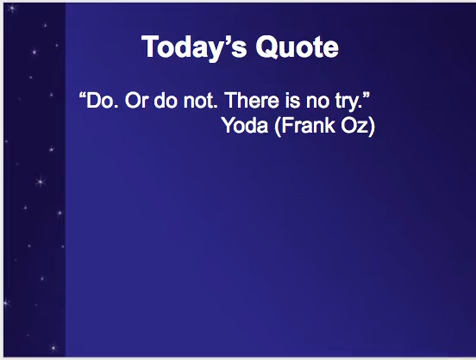 Today’s Quote
“Do. Or do not. There is no try.”
Yoda (Frank Oz)